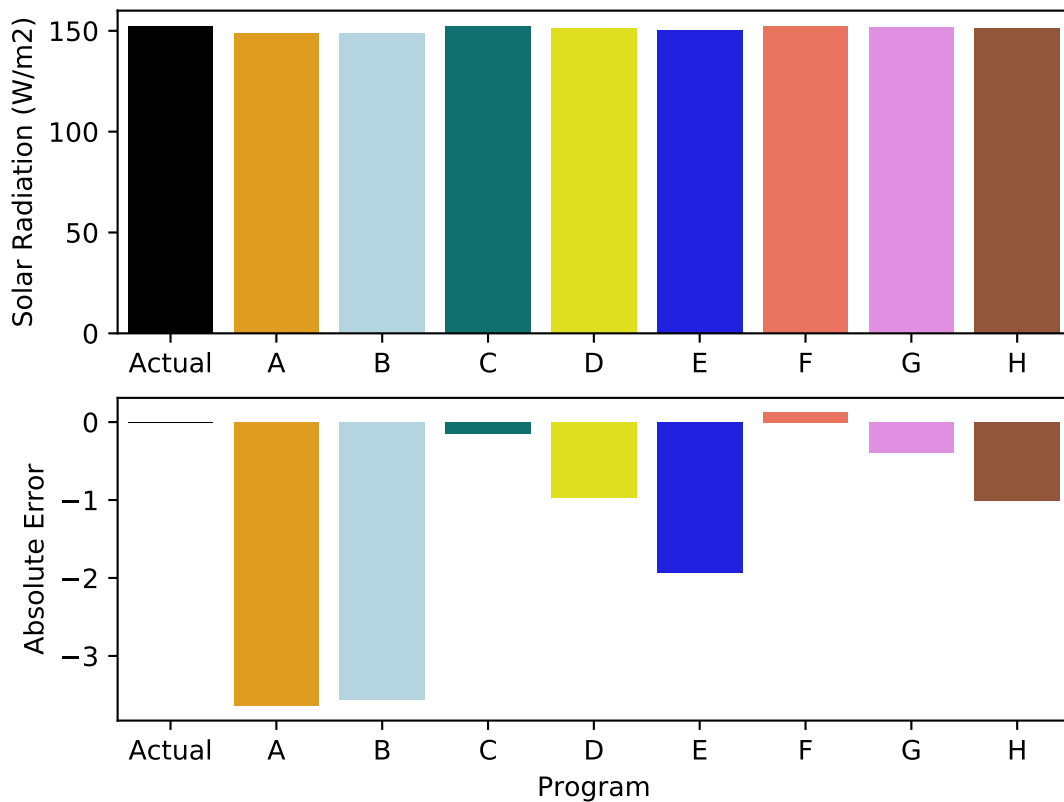 Solar Radiation (W/m2)
150
100
50
0
Actual A B C D E F G H
Absolute Error
0
−1
−2
−3
Actual A B C D E F G H
Program